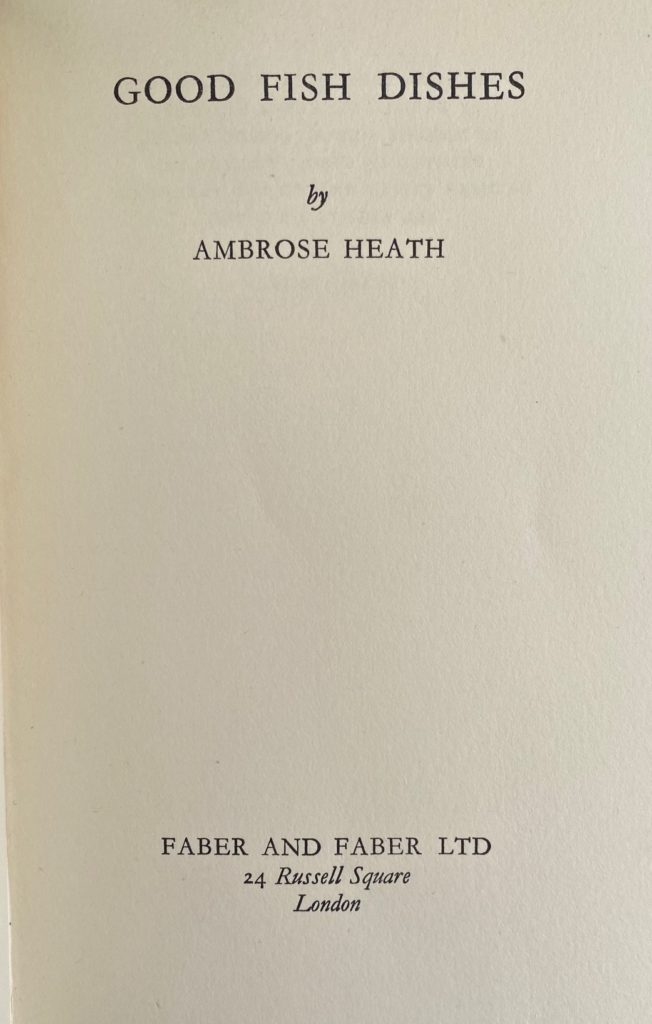 GOOD FISH DISHES
by
AMBROSE HEATH
FABER AND FABER LTD
24 Russell Square
London